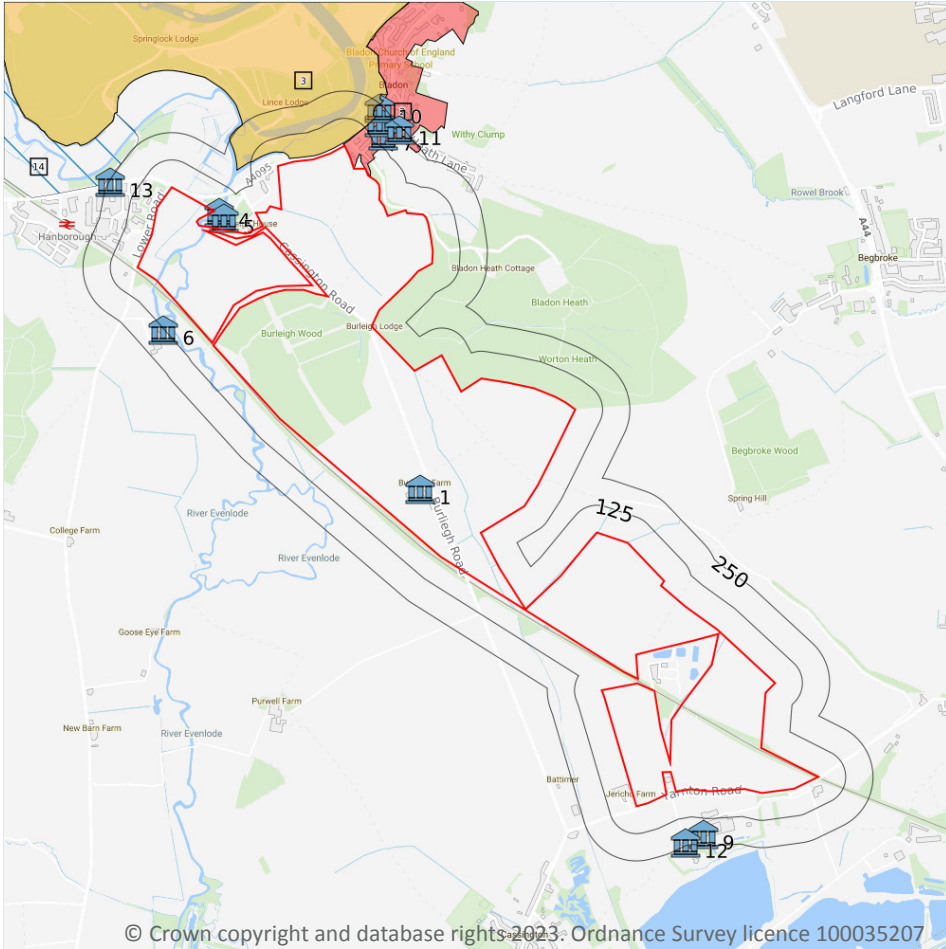 Springlock Lodge
Bladon Church of England
Primary School
3
Bladon
Lince Lodge
10
11
Heath Lane
Withy Clump
Langford Lane
14
13
A4095
Rowel Brook
A44
Lower Road
4
5
House
Hanborough
Cassington Road
Begbroke
Bladon Heath Cottage
Bladon Heath
6
Burleigh Wood
Burleigh Lodge
Worton Heath
Begbroke Wood
1
Burliegh Road
Spring Hill
River Evenlode
125
College Farm
River Evenlode
250
Goose Eye Farm
Purwell Farm
New Barn Farm
River Evenlode
Battimer
Jericho Farm
Yarnton Road
9
12
Cassington
© Crown copyright and database rights 2023. Ordnance Survey licence 100035207